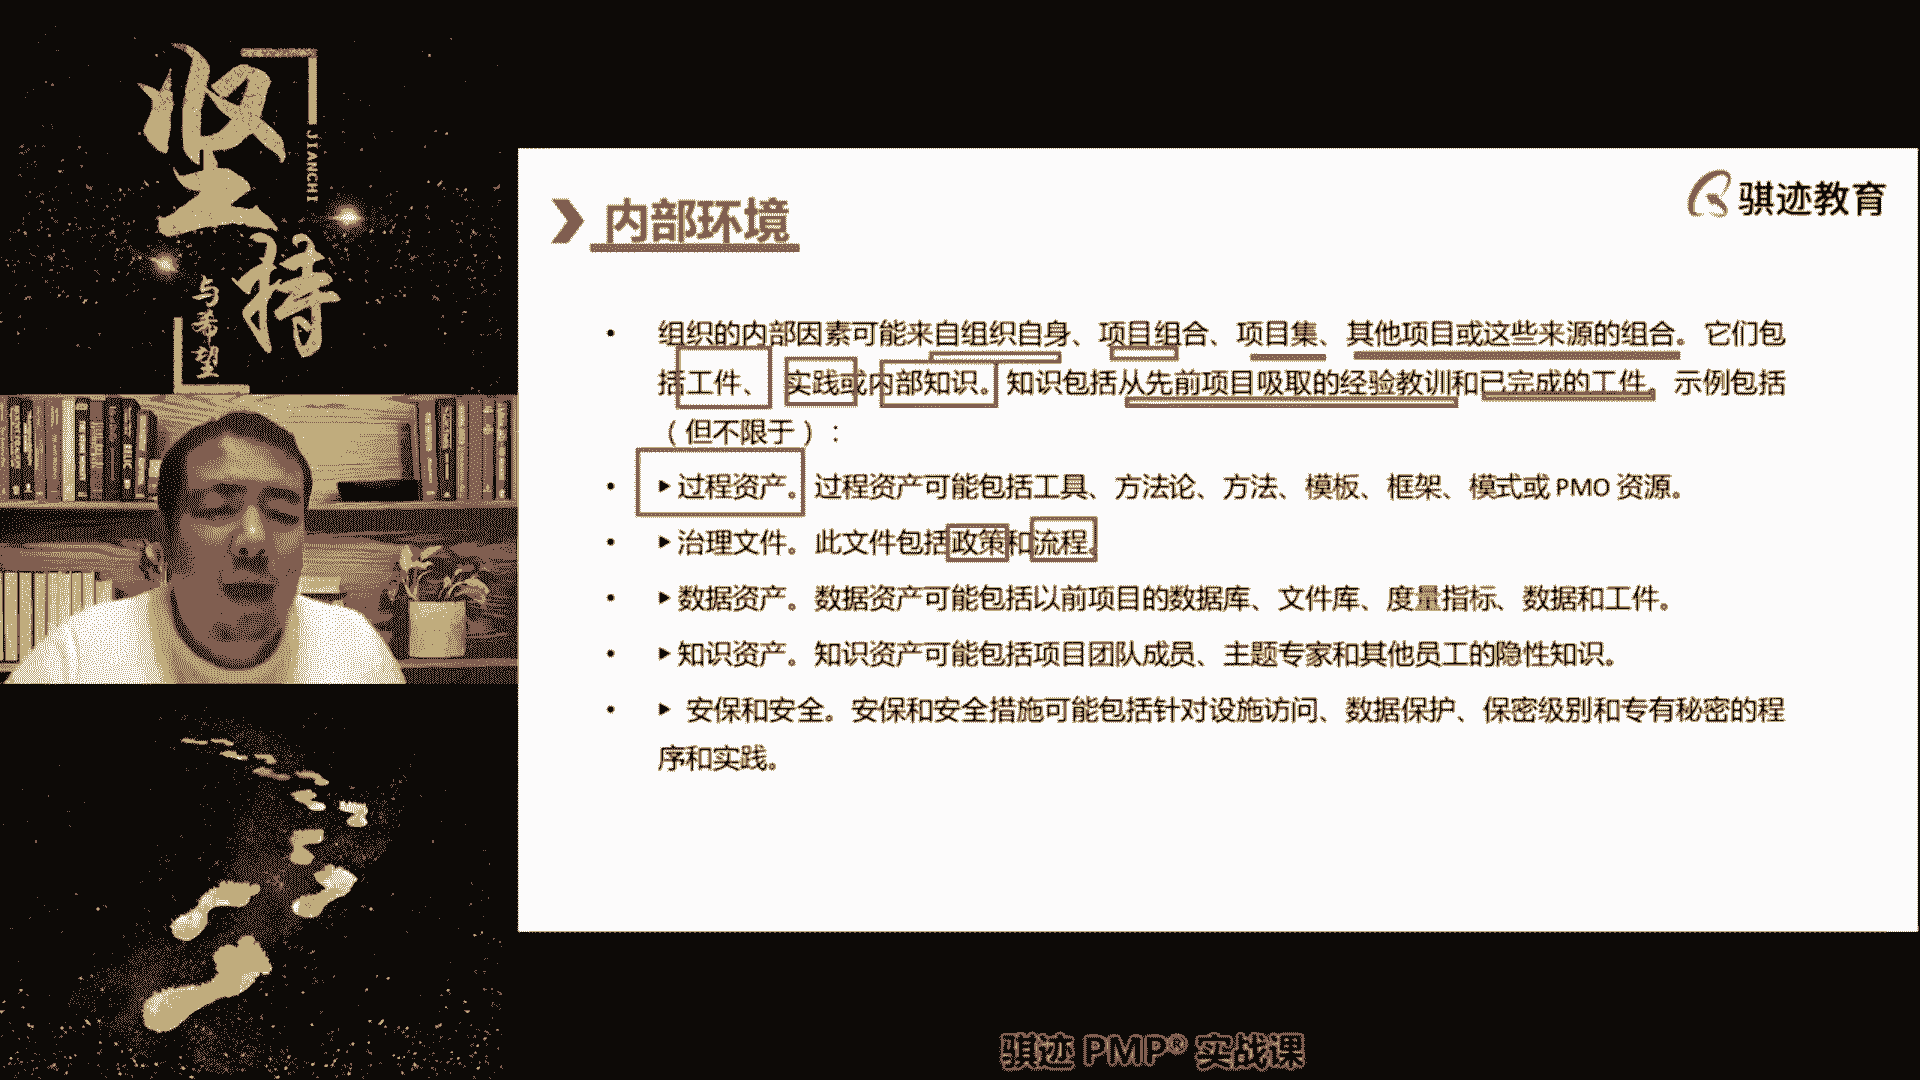 坚持
JIANCHI
与希望
骐迹教育
内部环境
• 组织的内部因素可能来自组织自身、项目组合、项目集、其他项目或这些来源的组合。它们包
括工件、 实践或内部知识。 知识包括从先前项目吸取的经验教训和已完成的工件。 示例包括
（但不限于）：
• ▸过程资产。 过程资产可能包括工具、方法论、方法、模板、框架、模式或 PMO 资源。
• ▸治理文件。此文件包括政策和流程。
• ▸数据资产。数据资产可能包括以前项目的数据库、文件库、度量指标、数据和工件。
• ▸知识资产。知识资产可能包括项目团队成员、主题专家和其他员工的隐性知识。
• ▸ 安保和安全。安保和安全措施可能包括针对设施访问、数据保护、保密级别和专有秘密的程
序和实践。
骐迹 PMP® 实战课